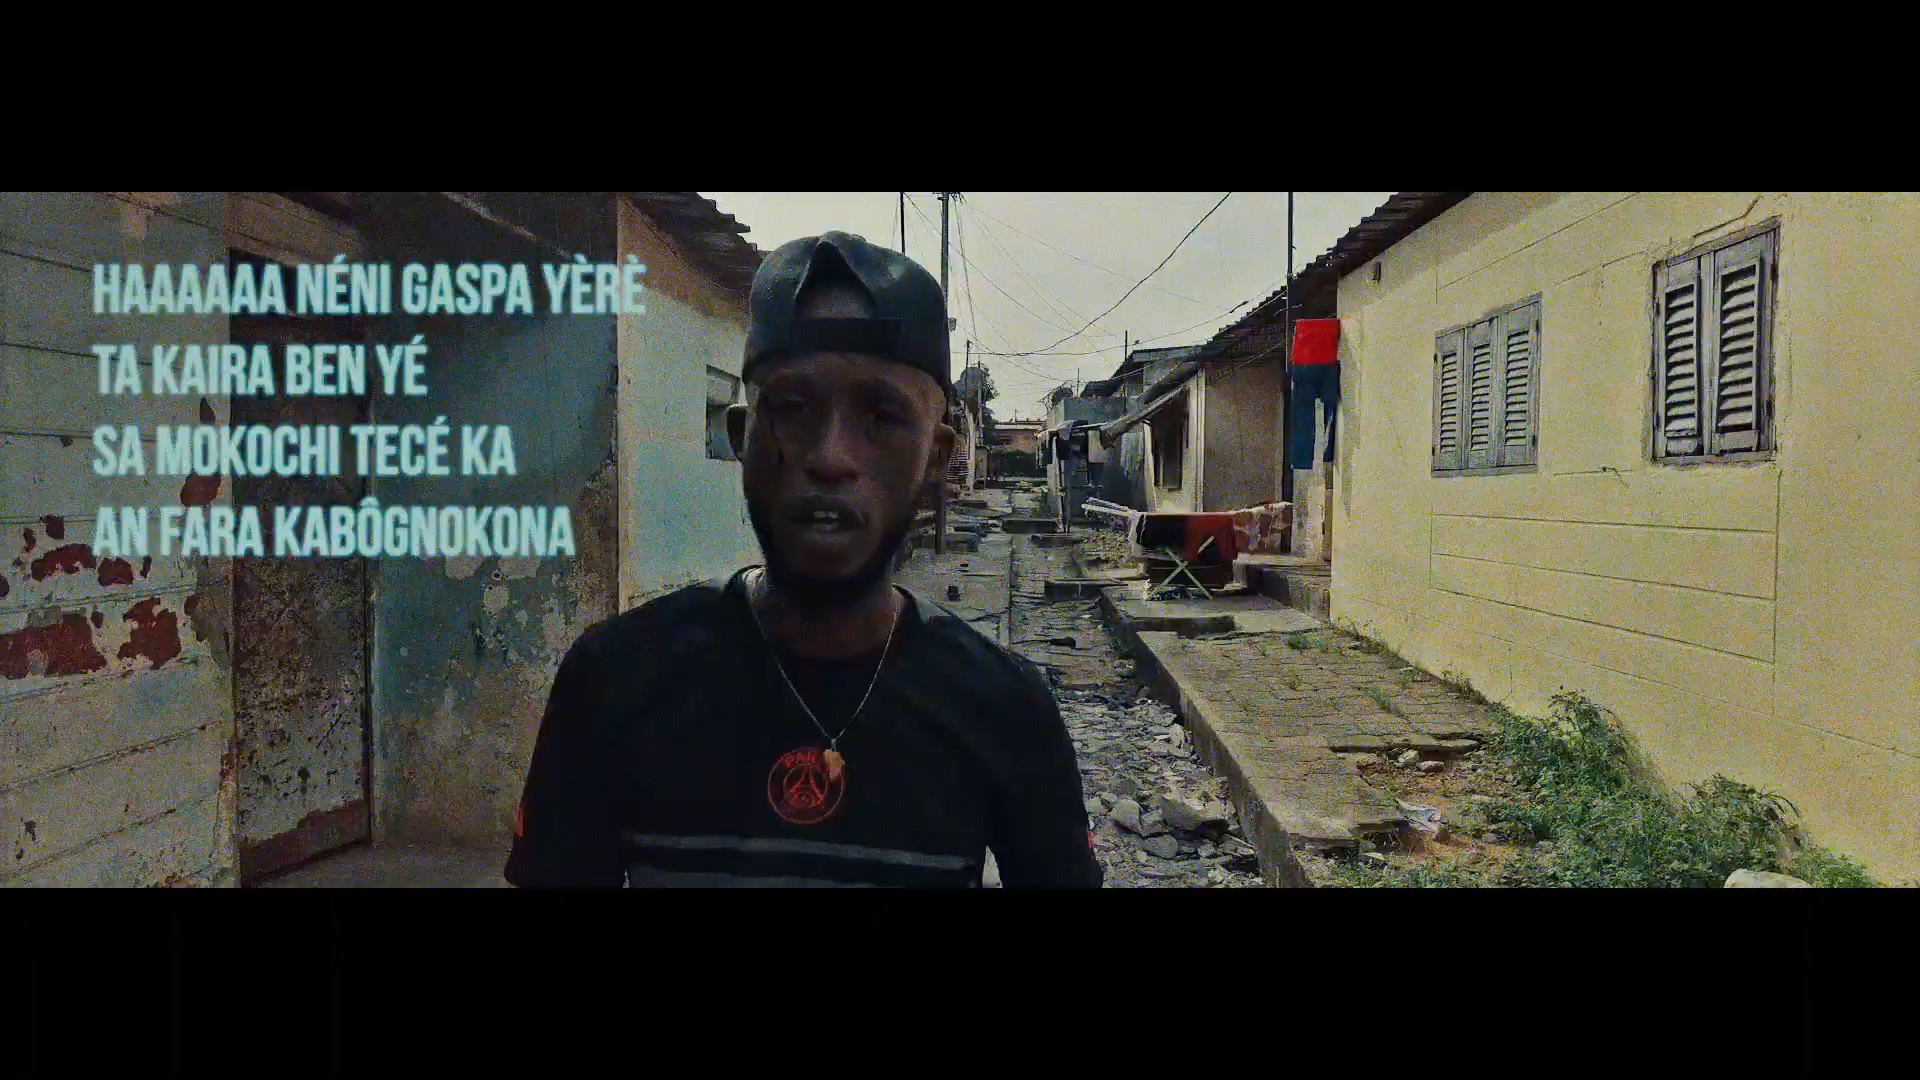 HAAAAAA NÉNI GASPA YÈRÈ
TA KAIRA BEN YÉ
SA MOKOCHI TECÉ KA
AN FARA KABÔGNOKONA